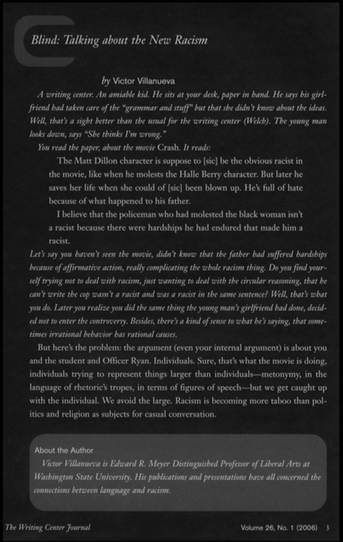 Blind: Talking about the New Racism
by Victor Villanueva
A writing center. An amiable kid. He sits at your desk, paper in hand. He says his girl-
friend had taken care of the “grammar and stuff” but that she didn't know about the ideas.
Well, that's a sight better than the usual for the writing center (Welch). The young man
looks down, says “She thinks I'm wrong.”
You read the paper, about the movie Crash. It reads:
The Matt Dillon character is suppose to [sic] be the obvious racist in
the movie, like when he molests the Halle Berry character. But later he
saves her life when she could of [sic] been blown up. He's full of hate
because of what happened to his father.
I believe that the policeman who had molested the black woman isn't
a racist because there were hardships he had endured that made him a
racist.
Let's say you haven't seen the movie, didn't know that the father had suffered hardships
because of affirmative action, really complicating the whole racism thing. Do you find your-
self trying not to deal with racism, just wanting to deal with the circular reasoning, that he
can't write the cop wasn't a racist and was a racist in the same sentence? Well, that's what
you do. Later you realize you did the same thing the young man's girlfriend had done, decid-
ed not to enter the controversy. Besides, there's a kind of sense to what he's saying, that some-
times irrational behavior has rational causes.
But here's the problem: the argument (even your internal argument) is about you
and the student and Officer Ryan. Individuals. Sure, that's what the movie is doing,
individuals trying to represent things larger than individuals—metonymy, in the
language of rhetoric's tropes, in terms of figures of speech—but we get caught up
with the individual. We avoid the large. Racism is becoming more taboo than pol-
itics and religion as subjects for casual conversation.
About the Author
Victor Villanueva is Edward R. Meyer Distinguished Professor of Liberal Arts at
Washington State University. His publications and presentations have all concerned the
connections between language and racism.
The Writing Center Journal Volume 26, No. 1 (2006) 3